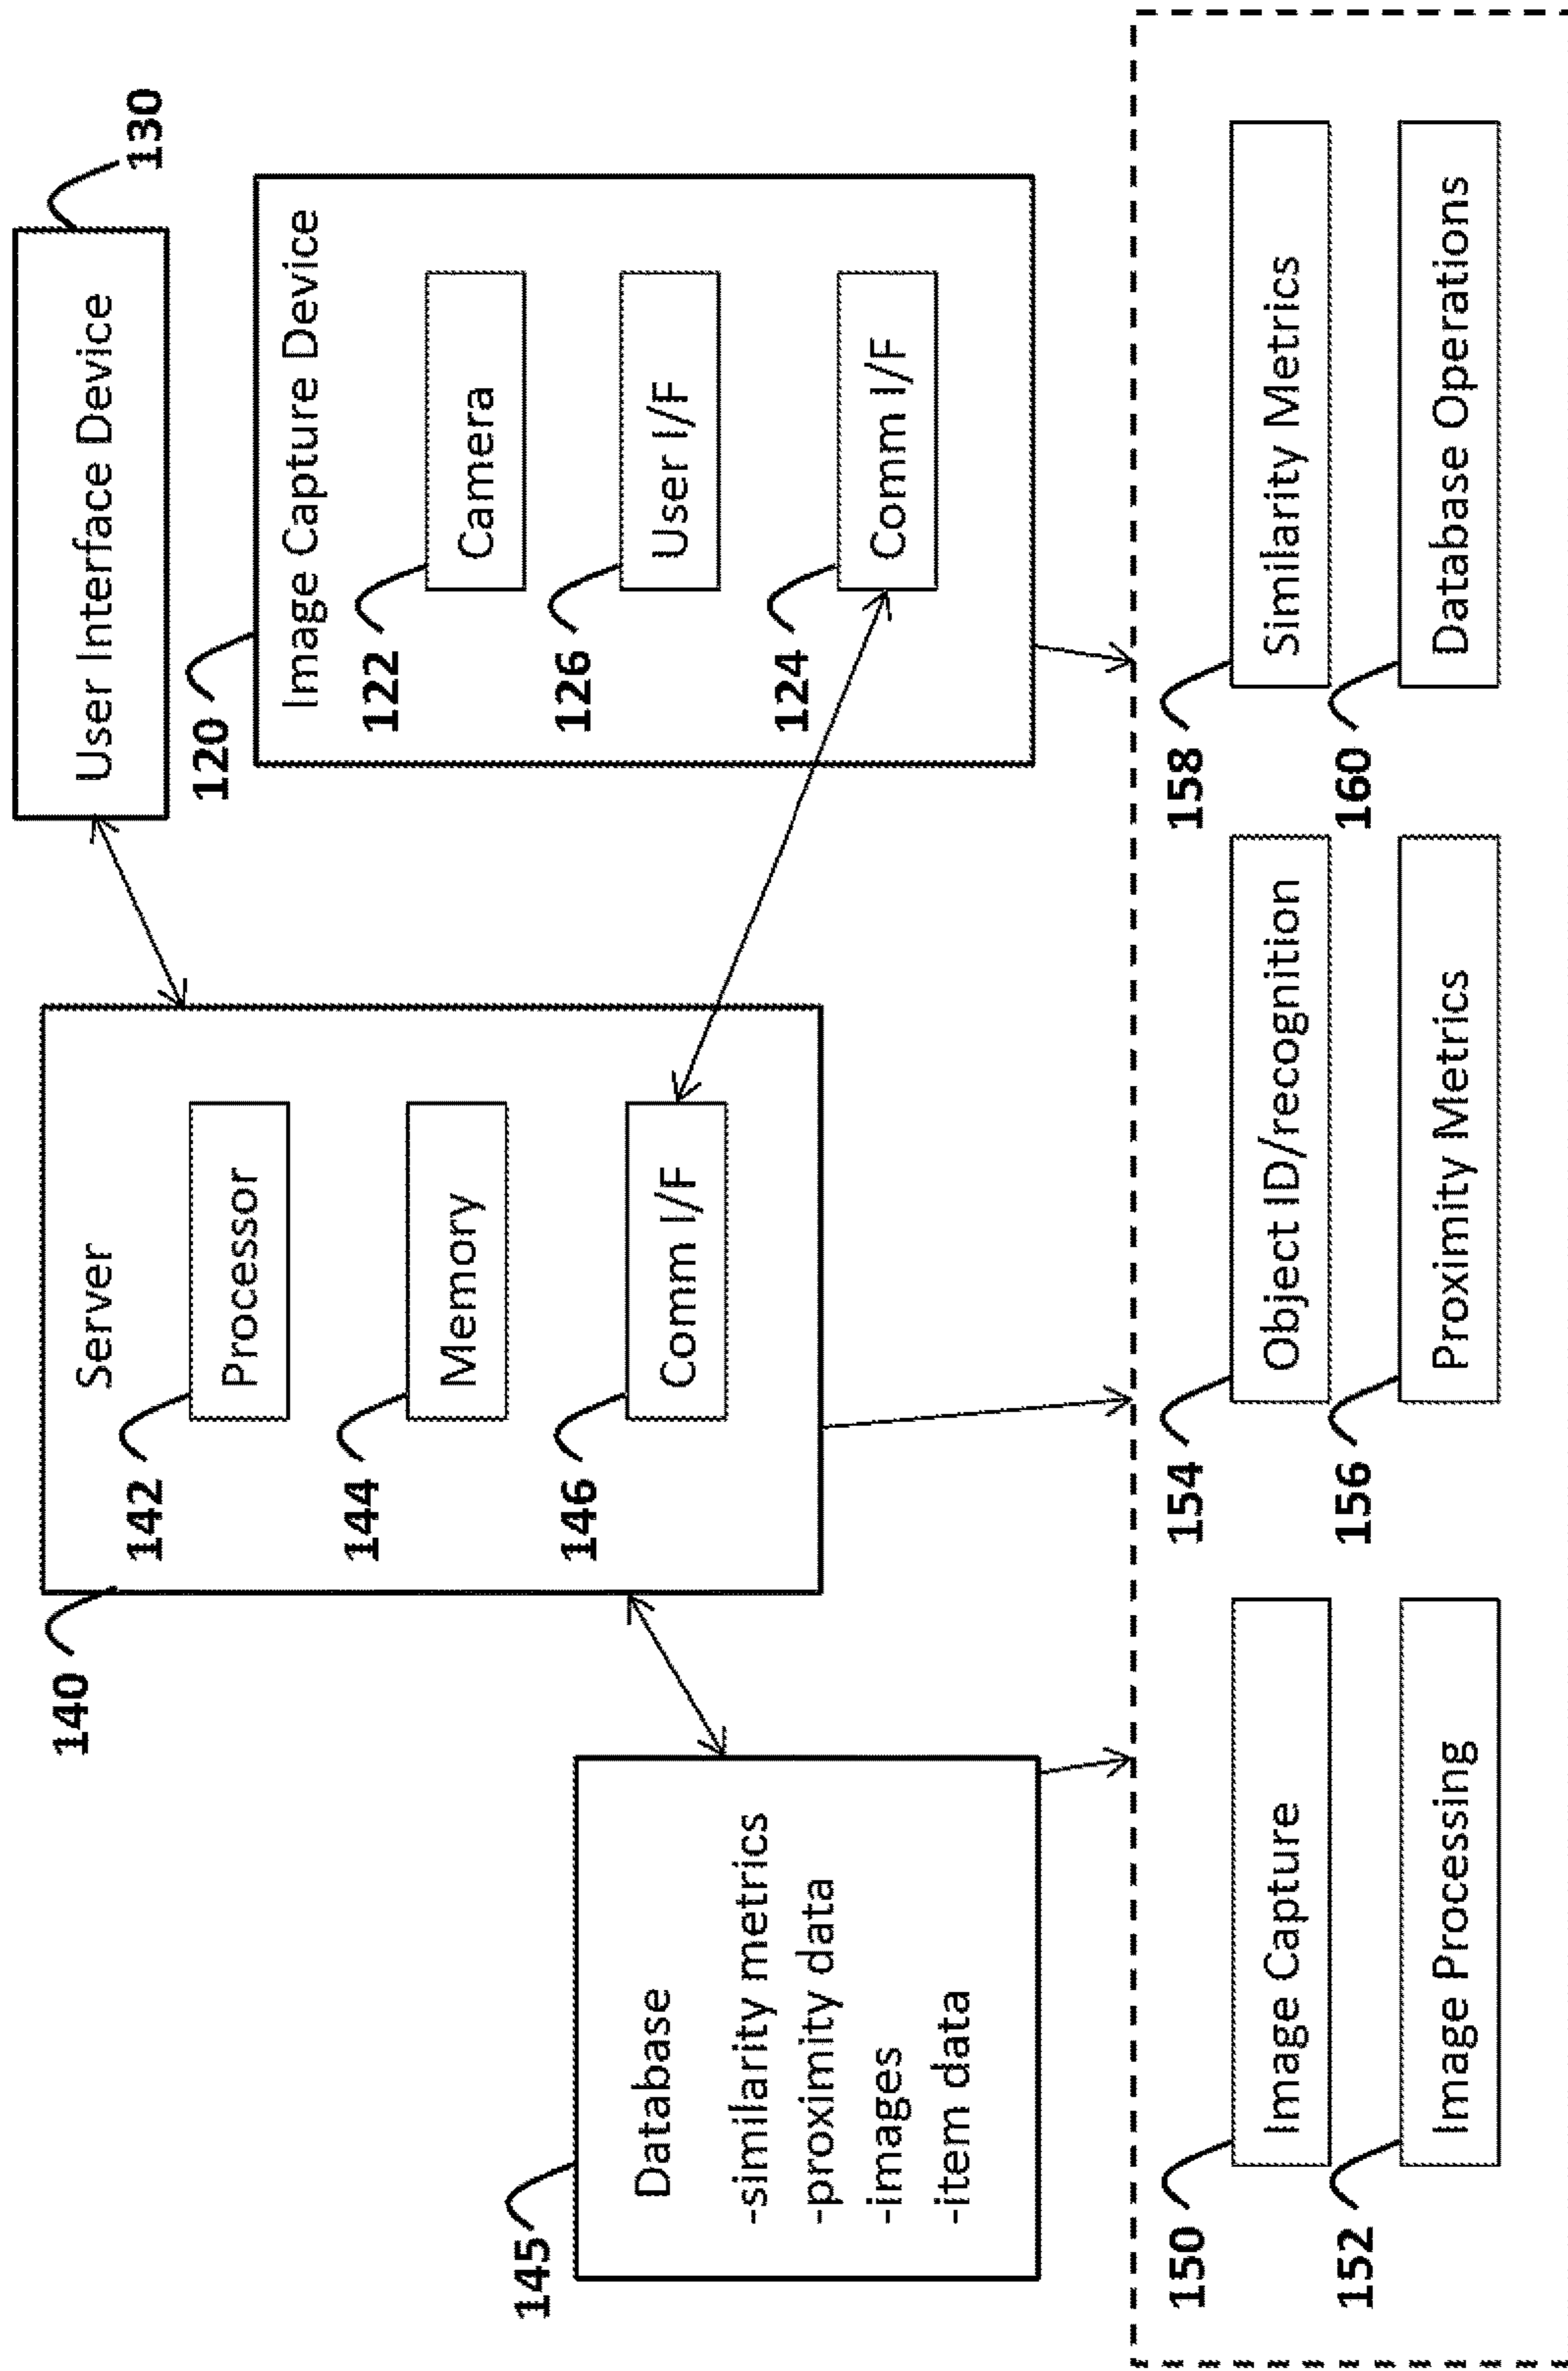 130
User Interface Device
140
Server
142
Processor
144
Memory
146
Comm I/F
120
Image Capture Device
122
Camera
126
User I/F
124
Comm I/F
145
Database
-similarity metrics
-proximity data
-images
-item data
150
Image Capture
152
Image Processing
154
Object ID/recognition
156
Proximity Metrics
158
Similarity Metrics
160
Database Operations